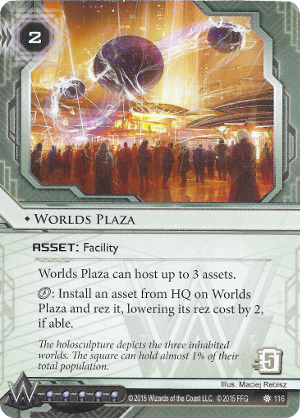 2
♦ WORLDS PLAZA
ASSET: Facility
Worlds Plaza can host up to 3 assets.
: Install an asset from HQ on Worlds
Plaza and rez it, lowering its rez cost by 2,
if able.
The holosculpture depicts the three inhabited
worlds. The square can hold almost 1% of their
total population.
5
Illus. Maciej Rebisz
© 2015 Wizards of the Coast LLC. © 2015 FFG
116